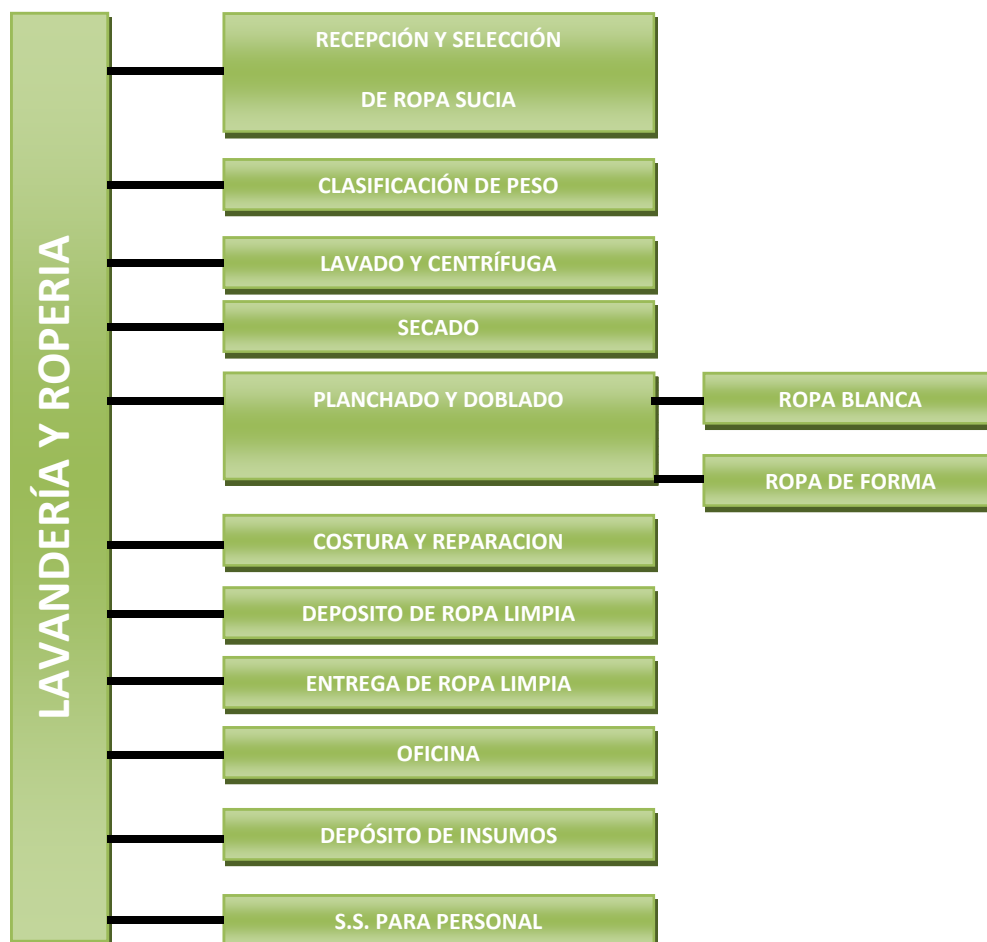 LAVANDERÍA Y ROPERIA
RECEPCIÓN Y SELECCIÓN
DE ROPA SUCIA
CLASIFICACIÓN DE PESO
LAVADO Y CENTRÍFUGA
SECADO
PLANCHADO Y DOBLADO
ROPA BLANCA
ROPA DE FORMA
COSTURA Y REPARACION
DEPOSITO DE ROPA LIMPIA
ENTREGA DE ROPA LIMPIA
OFICINA
DEPÓSITO DE INSUMOS
S.S. PARA PERSONAL